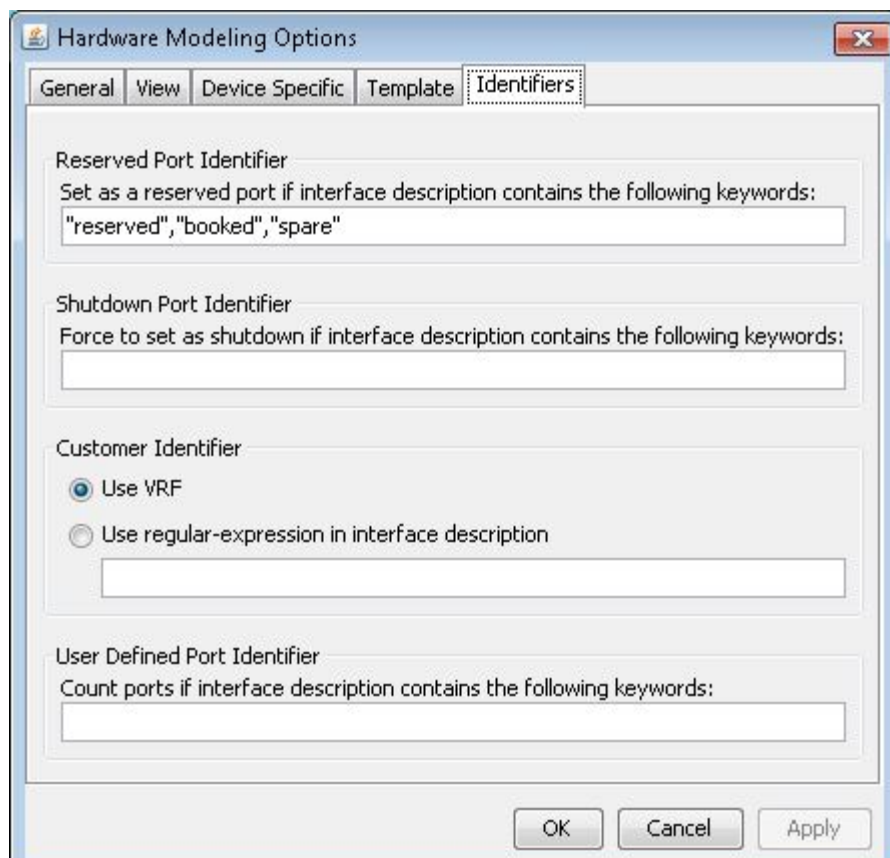 Hardware Modeling Options
General View Device Specific Template Identifiers
Reserved Port Identifier
Set as a reserved port if interface description contains the following keywords:
"reserved","booked","spare"
Shutdown Port Identifier
Force to set as shutdown if interface description contains the following keywords:
Customer Identifier
Use VRF
Use regular-expression in interface description
User Defined Port Identifier
Count ports if interface description contains the following keywords:
OK Cancel Apply